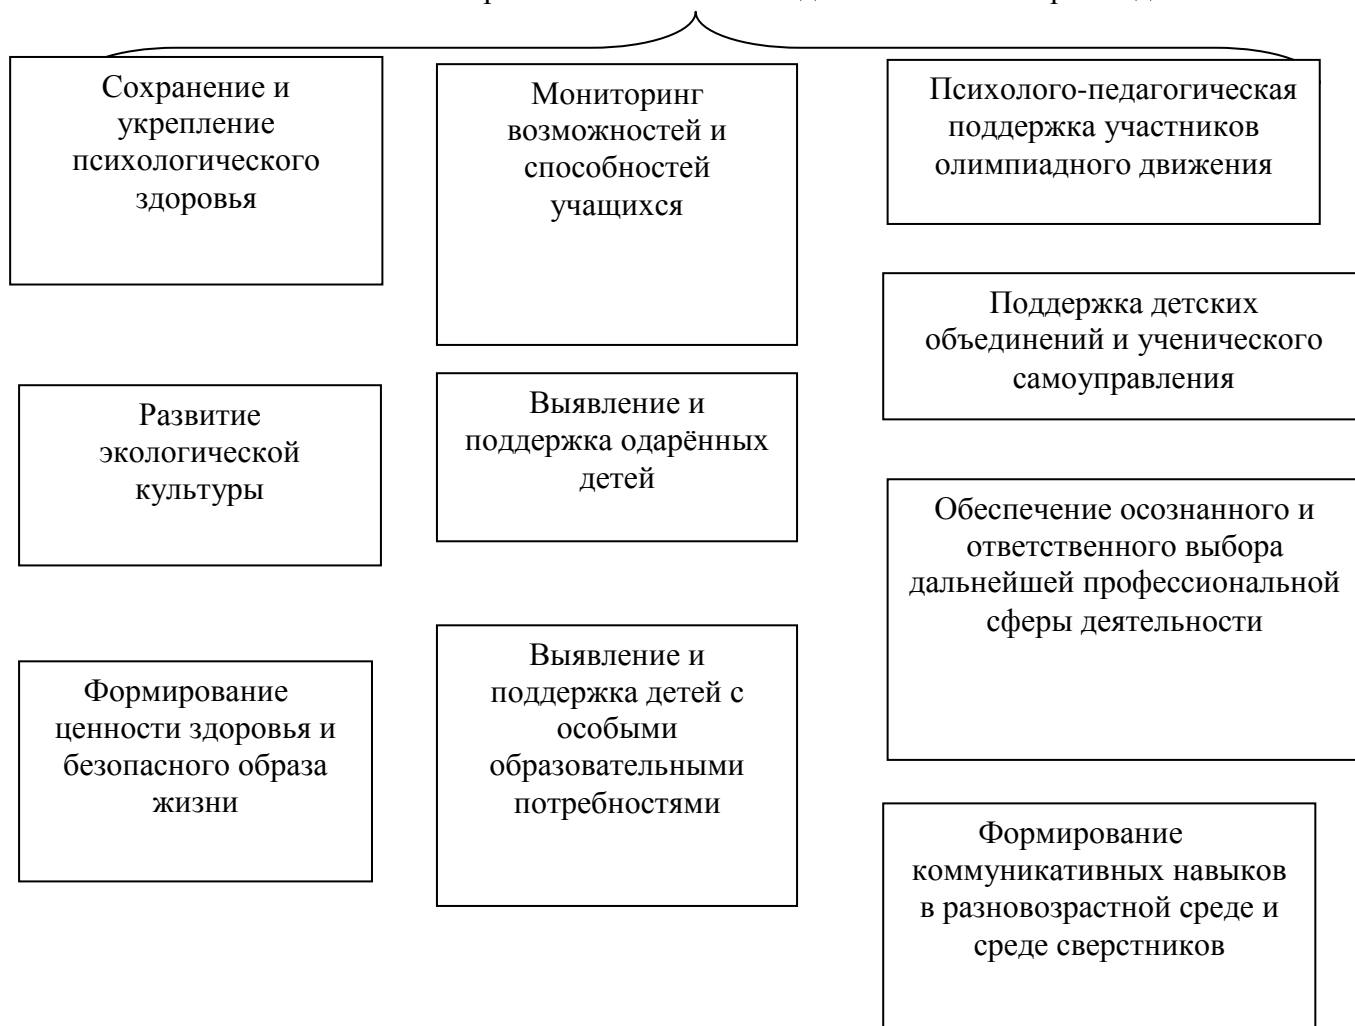 Сохранение и
укрепление
психологического
здоровья
Развитие
экологической
культуры
Формирование
ценности здоровья и
безопасного образа
жизни
Мониторинг
возможностей и
способностей
учащихся
Выявление и
поддержка одарённых
детей
Выявление и
поддержка детей с
особыми
образовательными
потребностями
Психолого-педагогическая
поддержка участников
олимпиадного движения
Поддержка детских
объединений и ученического
самоуправления
Обеспечение осознанного и
ответственного выбора
дальнейшей профессиональной
сферы деятельности
Формирование
коммуникативных навыков
в разновозрастной среде и
среде сверстников